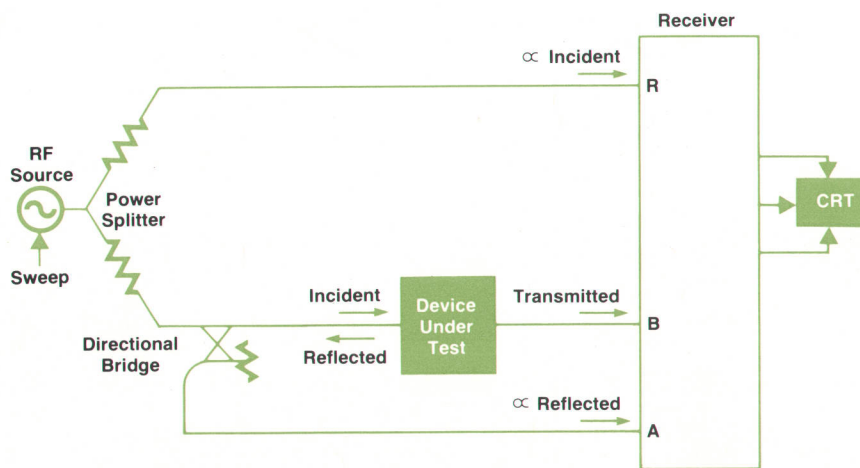 Receiver
∝ Incident
R
RF
Source
Power
Splitter
CRT
Sweep
Incident
Device
Under
Test
Transmitted
B
Directional
Bridge
Reflected
∝ Reflected
A